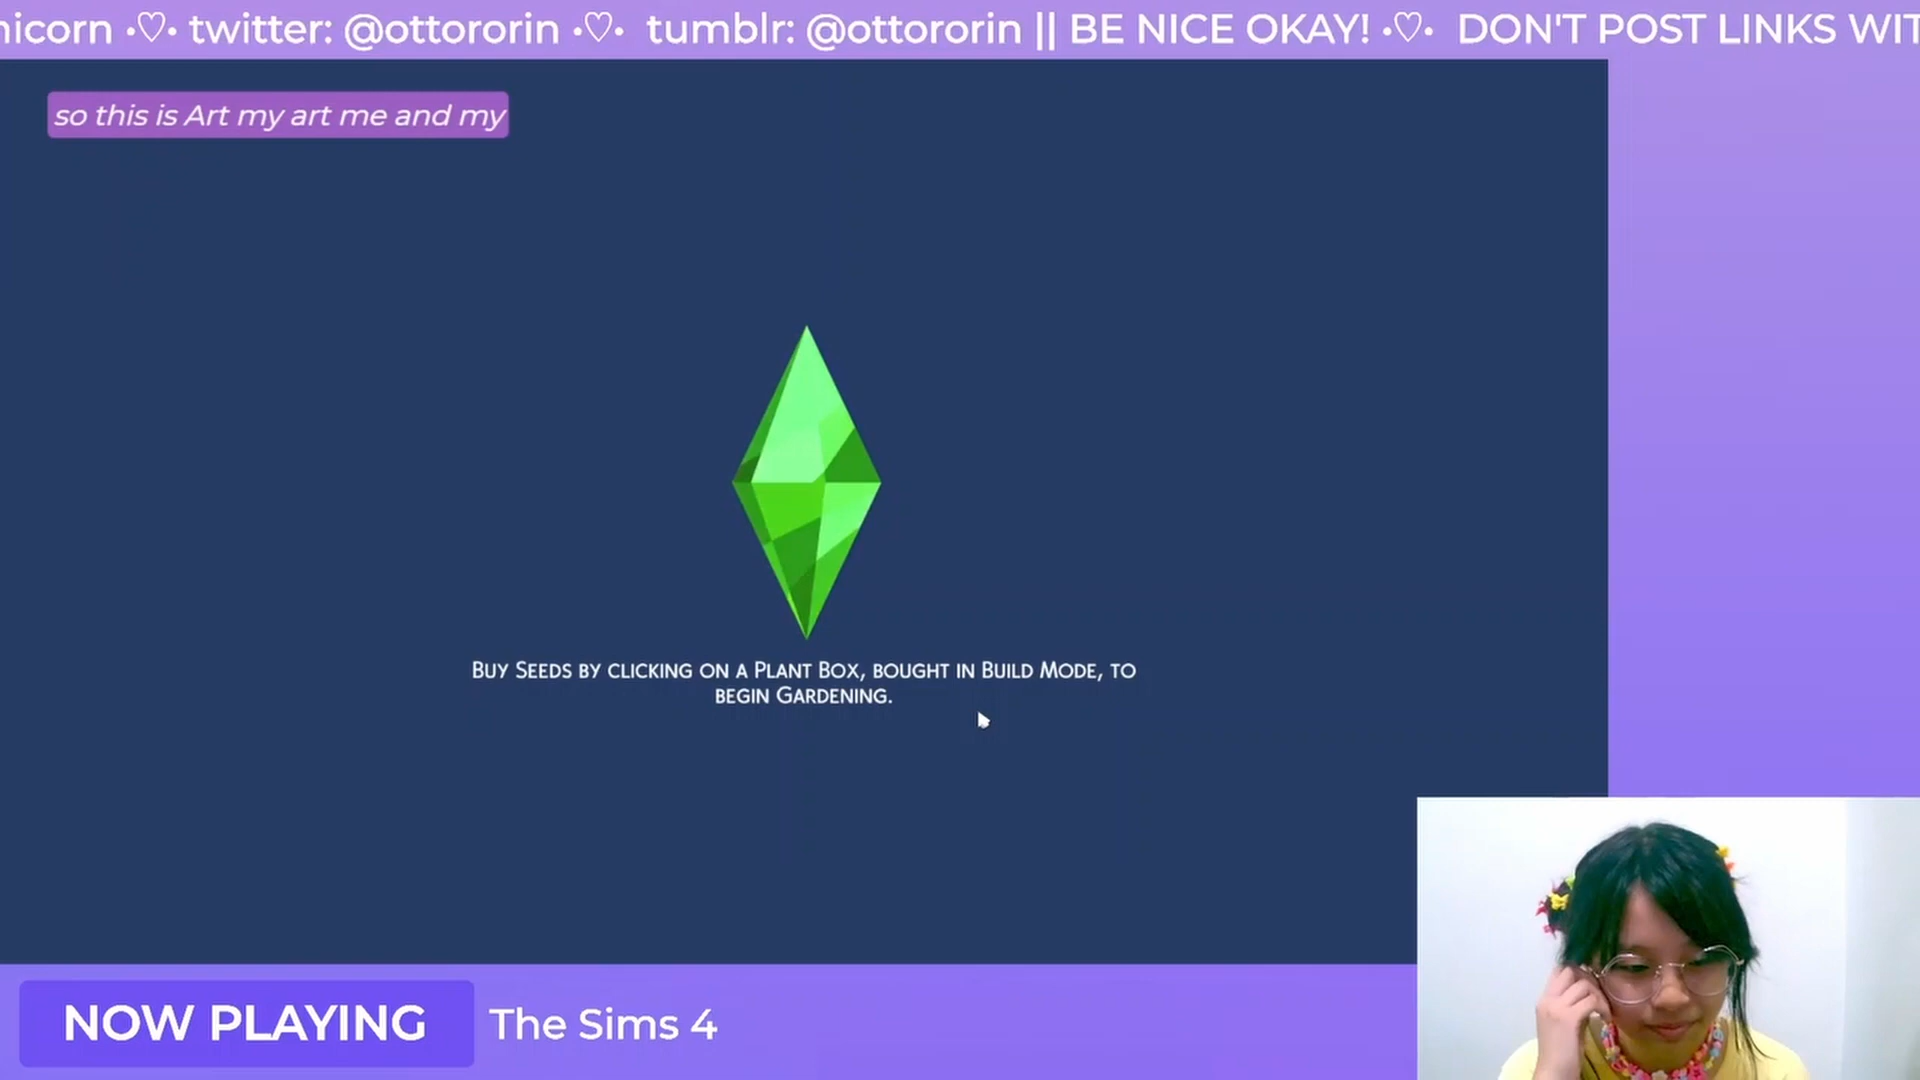 nicorn •♡• twitter: @ottororin •♡• tumblr: @ottororin || BE NICE OKAY! •♡• DON'T POST LINKS WIT
so this is Art my art me and my
BUY SEEDS BY CLICKING ON A PLANT BOX, BOUGHT IN BUILD MODE, TO
BEGIN GARDENING.
NOW PLAYING The Sims 4